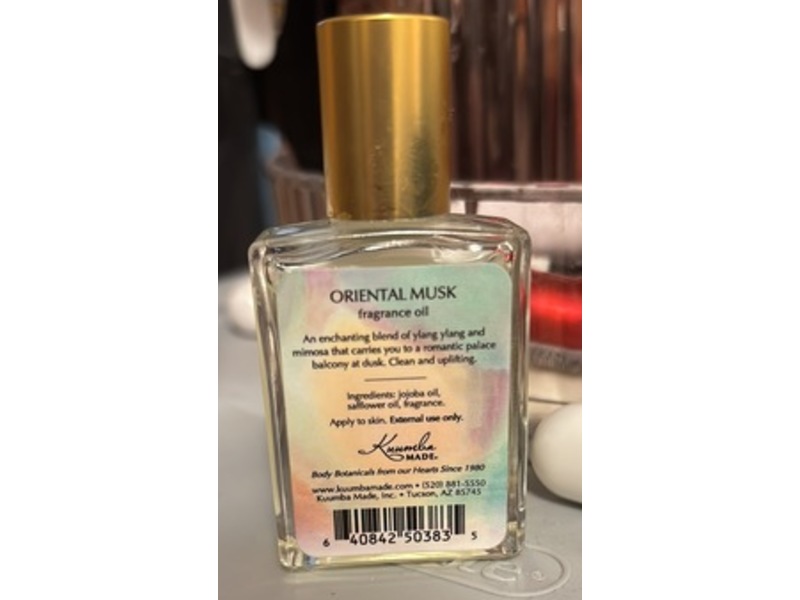 ORIENTAL MUSK
fragrance oil
An enchanting blend of ylang ylang and
mimosa that carries you to a romantic palace
balcony at dusk. Clean and uplifting.
Ingredients: jojoba oil,
safflower oil, fragrance.
Apply to skin. External use only.
Kuumba
MADE®
Body Botanicals from our Hearts Since 1980
www.kuumbamade.com • (520) 881-5550
Kuumba Made, Inc. • Tucson, AZ 85745
6 40842 50383 5